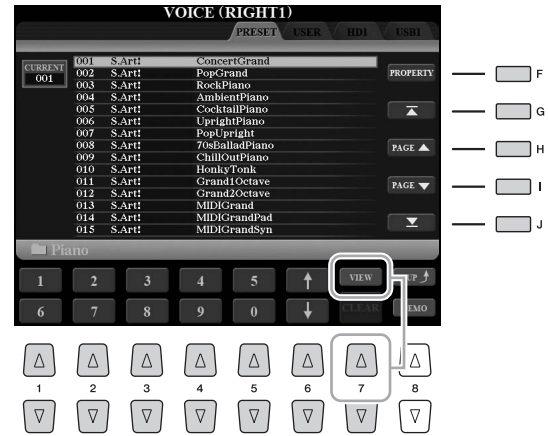 VOICE (RIGHT1)
PRESET USER HD1 USB1
CURRENT
001
001 S.Art! ConcertGrand
002 S.Art! PopGrand
003 S.Art! RockPiano
004 S.Art! AmbientPiano
005 S.Art! CocktailPiano
006 S.Art! UprightPiano
007 S.Art! PopUpright
008 S.Art! 70sBalladPiano
009 S.Art! ChillOutPiano
010 S.Art! HonkyTonk
011 S.Art! Grand1Octave
012 S.Art! Grand2Octave
013 S.Art! MIDIGrand
014 S.Art! MIDIGrandPad
015 S.Art! MIDIGrandSyn
PROPERTY F
G
PAGE H
PAGE I
J
Piano
1 2 3 4 5 VIEW UP
6 7 8 9 0 CLEAR DEMO
1 2 3 4 5 6 7 8